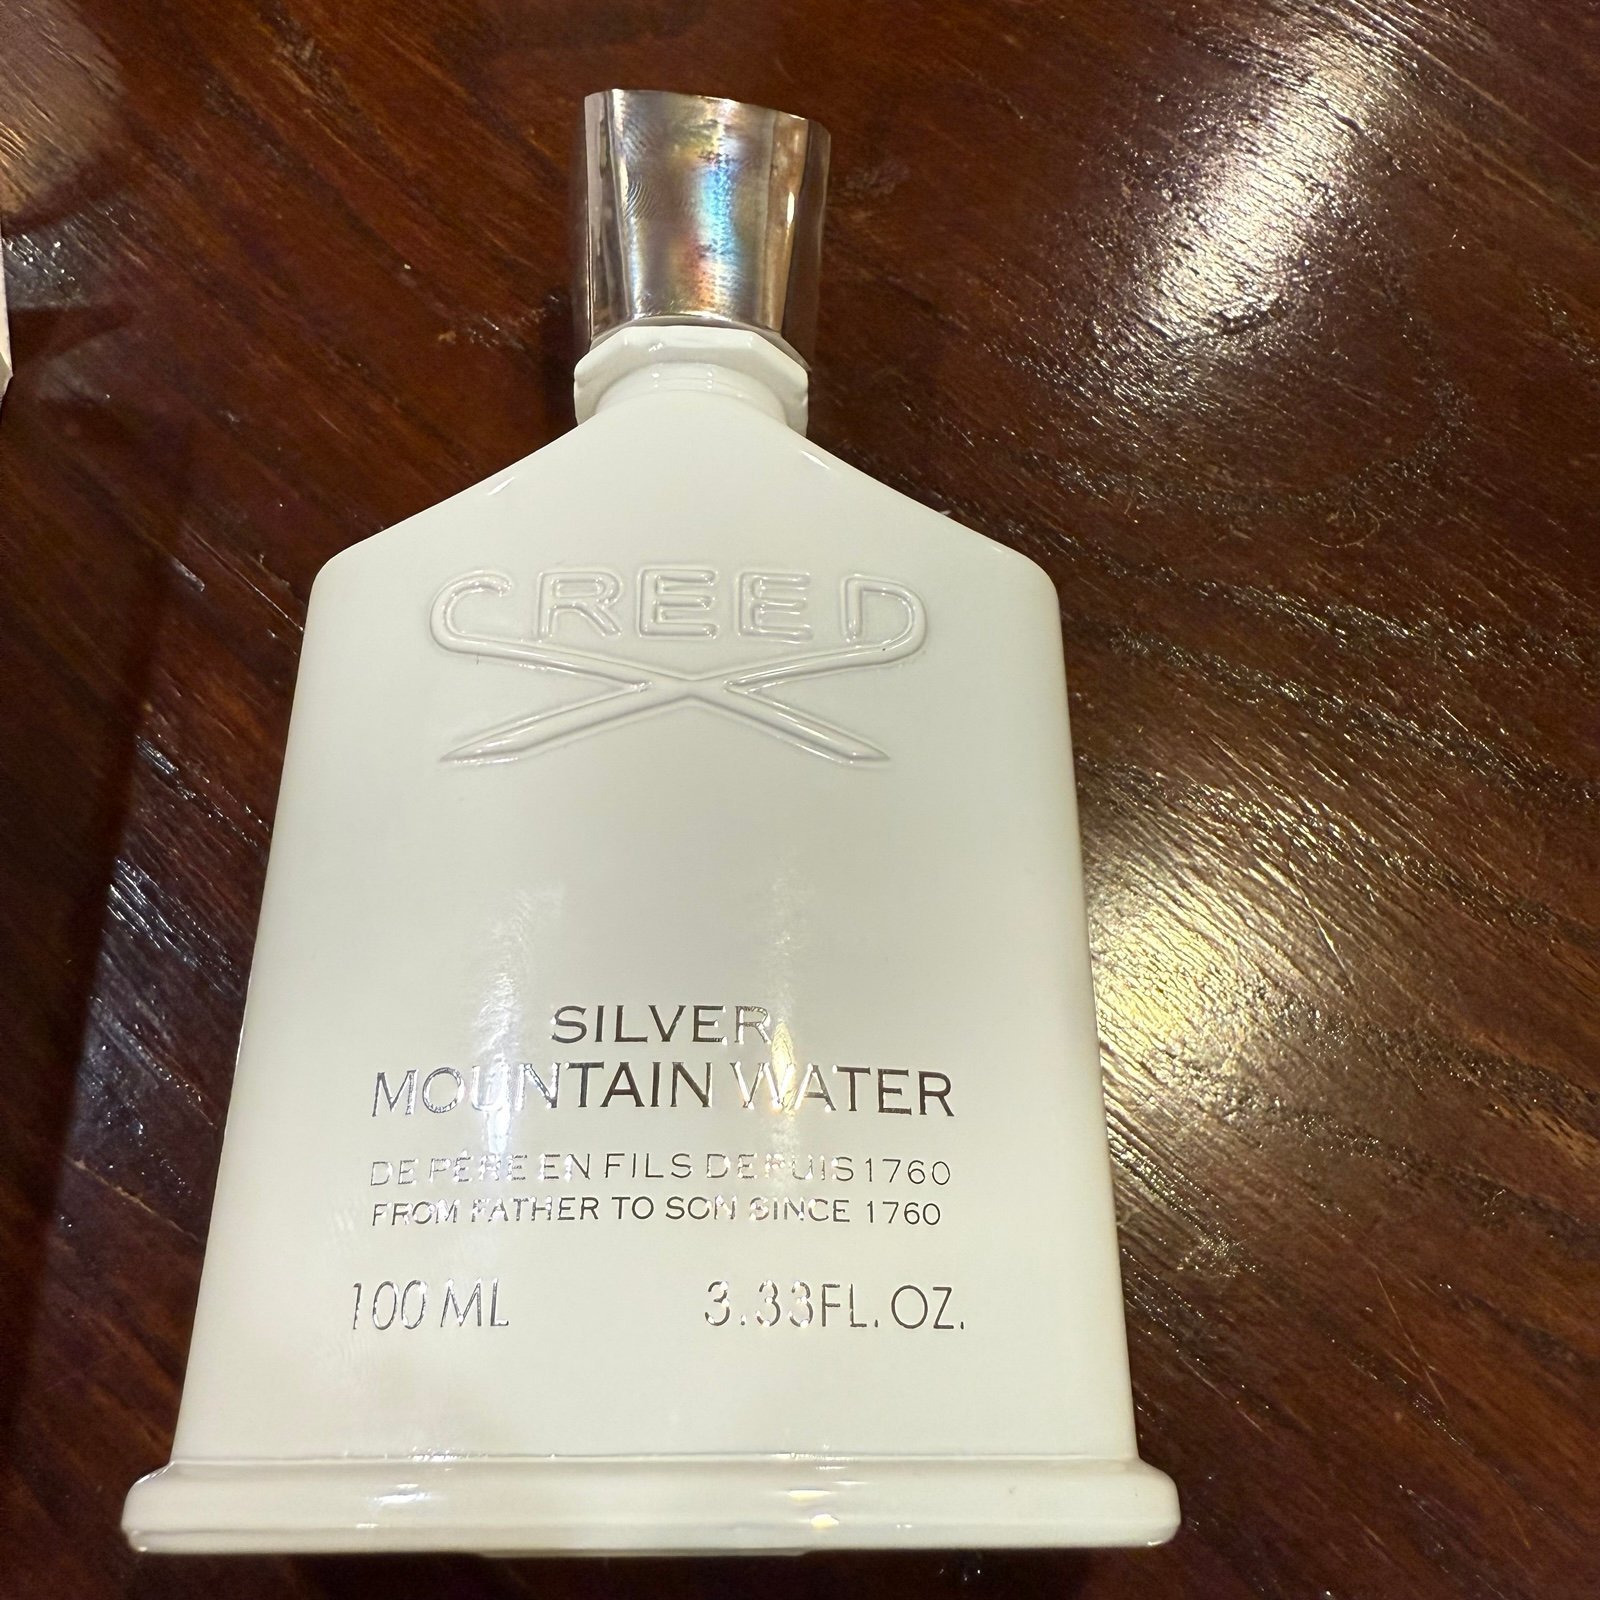 CREED
SILVER
MOUNTAIN WATER
DE PÈRE EN FILS DEPUIS 1760
FROM FATHER TO SON SINCE 1760
100 ML 3.33FL. OZ.